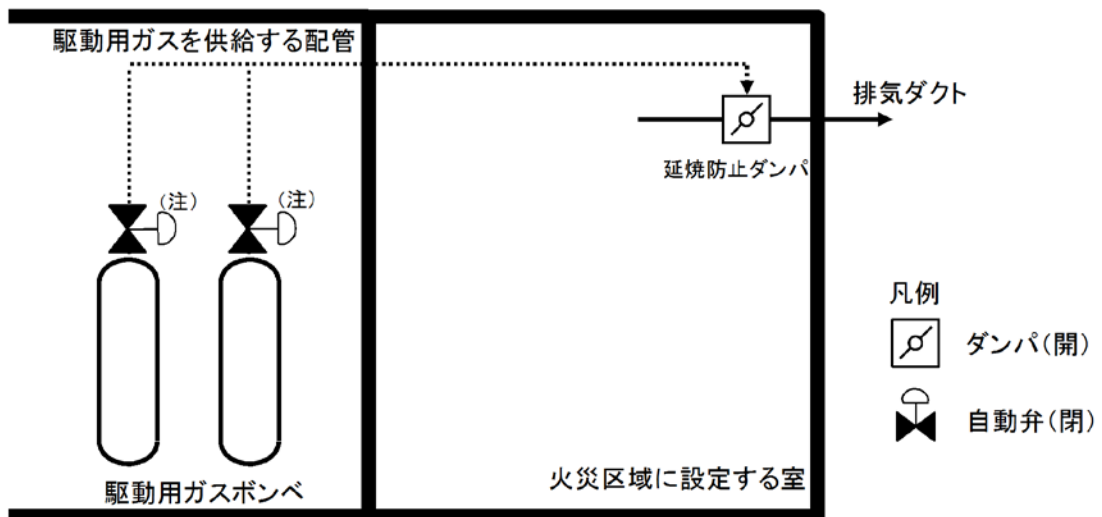 駆動用ガスを供給する配管
排気ダクト
延焼防止ダンパ
(注)
(注)
凡例
ダンパ(開)
自動弁(閉)
火災区域に設定する室
駆動用ガスボンベ